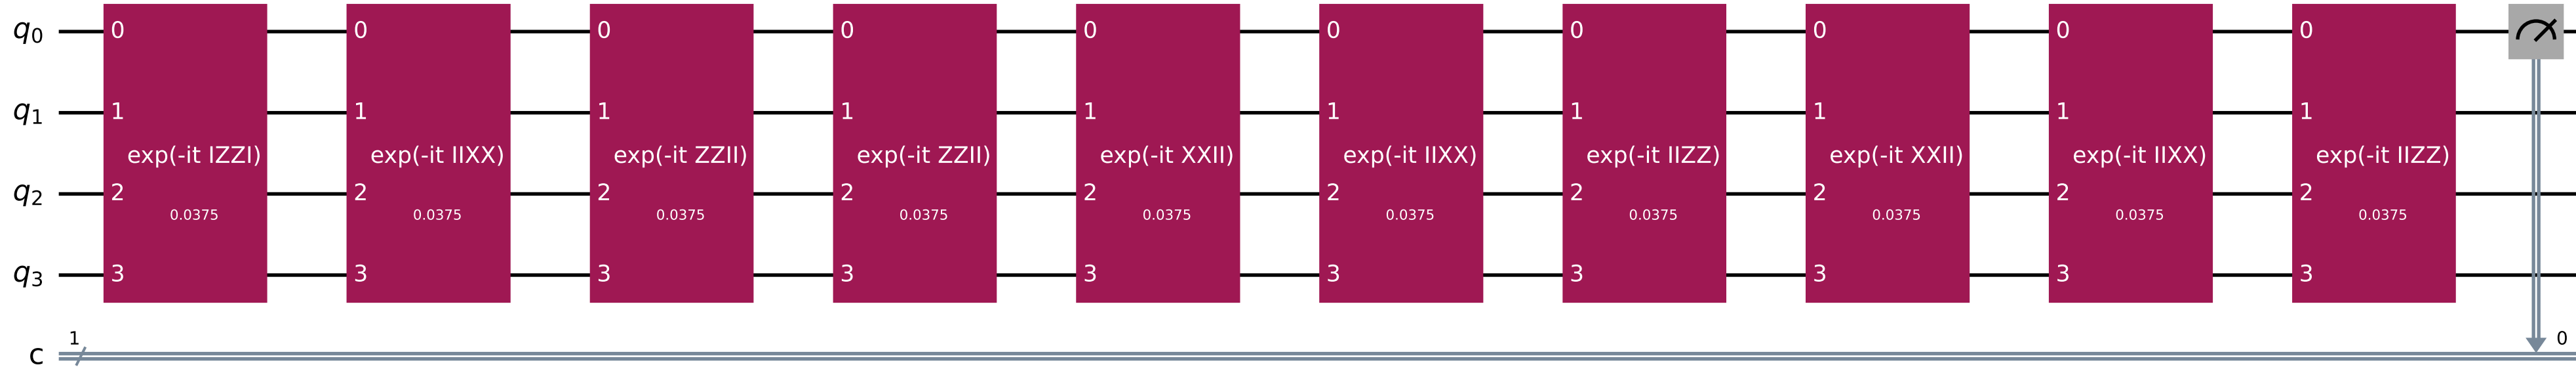 q0 0 0 0 0 0 0 0 0 0 0
q1 1 1 1 1 1 1 1 1 1 1
exp(-it IZZI) exp(-it IIXX) exp(-it ZZII) exp(-it ZZII) exp(-it XXII) exp(-it IIXX) exp(-it IIZZ) exp(-it XXII) exp(-it IIXX) exp(-it IIZZ)
q2 2 2 2 2 2 2 2 2 2 2
0.0375 0.0375 0.0375 0.0375 0.0375 0.0375 0.0375 0.0375 0.0375 0.0375
q3 3 3 3 3 3 3 3 3 3 3
1 0
c